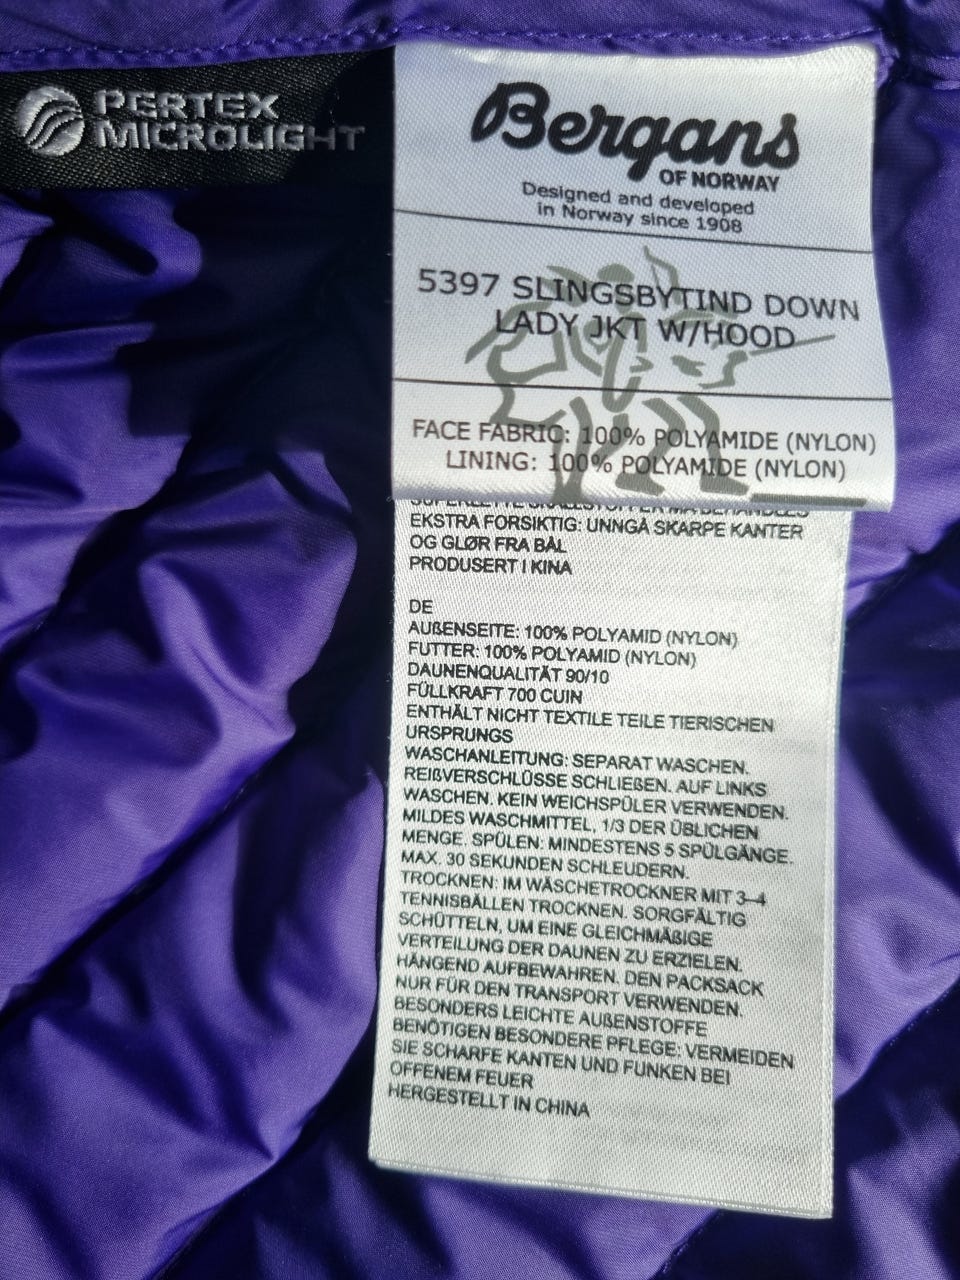 PERTEX
MICROLIGHT
Bergans
OF NORWAY
Designed and developed
in Norway since 1908
5397 SLINGSBYTIND DOWN
LADY JKT W/HOOD
FACE FABRIC: 100% POLYAMIDE (NYLON)
LINING: 100% POLYAMIDE (NYLON)
EKSTRA FORSIKTIG: UNNGÅ SKARPE KANTER
OG GLØR FRA BÅL
PRODUSERT I KINA
DE
AUßENSEITE: 100% POLYAMID (NYLON)
FUTTER: 100% POLYAMID (NYLON)
DAUNENQUALITÄT 90/10
FÜLLKRAFT 700 CUIN
ENTHÄLT NICHT TEXTILE TEILE TIERISCHEN
URSPRUNGS
WASCHANLEITUNG: SEPARAT WASCHEN.
REIßVERSCHLÜSSE SCHLIEßEN. AUF LINKS
WASCHEN. KEIN WEICHSPÜLER VERWENDEN.
MILDES WASCHMITTEL, 1/3 DER ÜBLICHEN
MENGE. SPÜLEN: MINDESTENS 5 SPÜLGÄNGE.
MAX. 30 SEKUNDEN SCHLEUDERN.
TROCKNEN: IM WÄSCHETROCKNER MIT 3–4
TENNISBÄLLEN TROCKNEN. SORGFÄLTIG
SCHÜTTELN, UM EINE GLEICHMÄßIGE
VERTEILUNG DER DAUNEN ZU ERZIELEN.
HÄNGEND AUFBEWAHREN. DEN PACKSACK
NUR FÜR DEN TRANSPORT VERWENDEN.
BESONDERS LEICHTE AUßENSTOFFE
BENÖTIGEN BESONDERE PFLEGE: VERMEIDEN
SIE SCHARFE KANTEN UND FUNKEN BEI
OFFENEM FEUER
HERGESTELLT IN CHINA